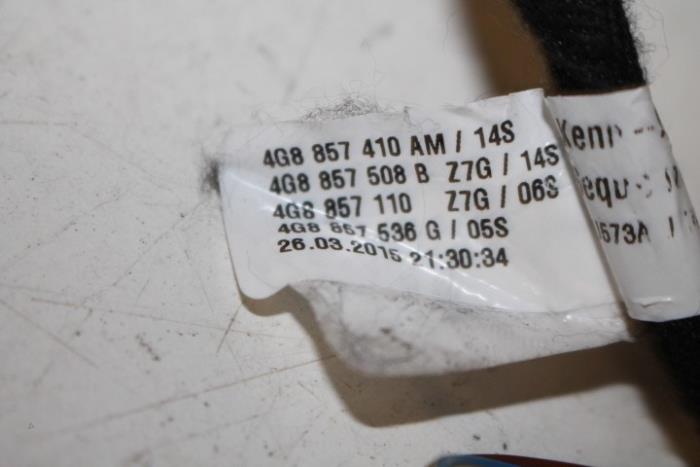 4G8 857 410 AM / 14S
4G8 857 508 B Z7G / 14S
4G8 857 110 Z7G / 06S
4G8 857 536 G / 05S
26.03.2015 21:30:34
573A /